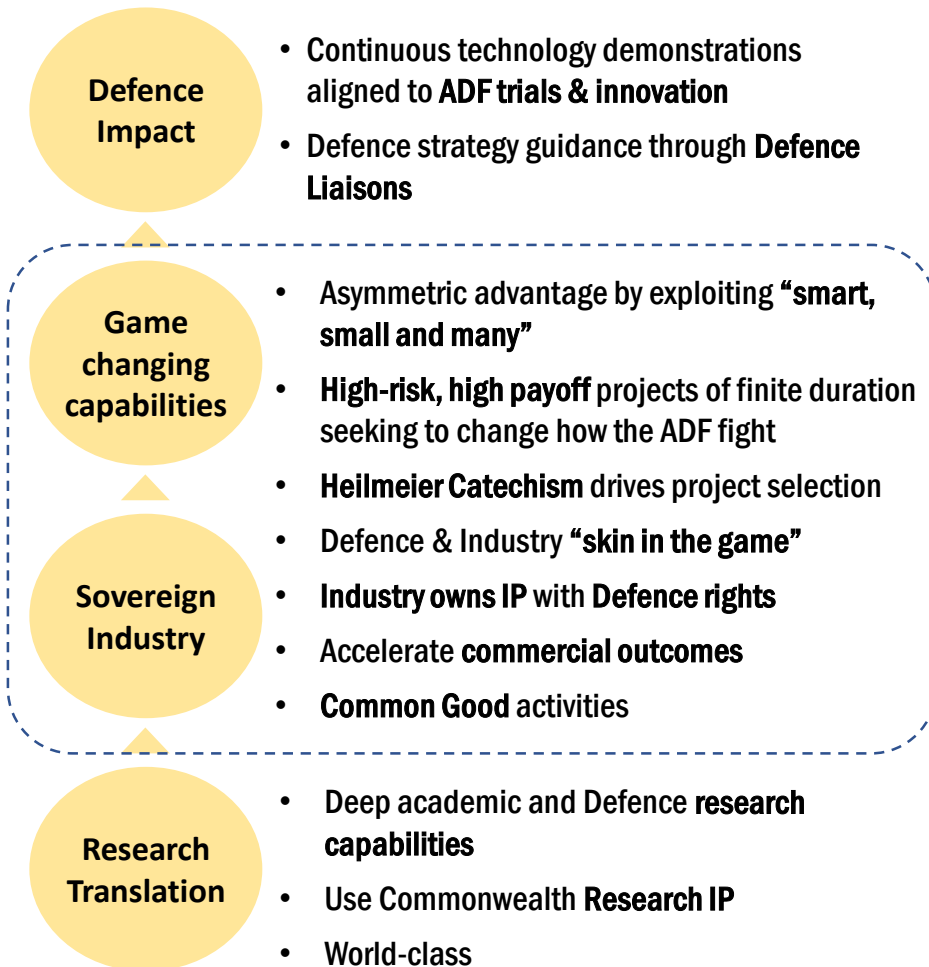 Defence
Impact
• Continuous technology demonstrations
aligned to ADF trials & innovation
• Defence strategy guidance through Defence
Liaisons
Game
changing
capabilities
• Asymmetric advantage by exploiting “smart,
small and many”
• High-risk, high payoff projects of finite duration
seeking to change how the ADF fight
• Heilmeier Catechism drives project selection
Sovereign
Industry
• Defence & Industry “skin in the game”
• Industry owns IP with Defence rights
• Accelerate commercial outcomes
• Common Good activities
Research
Translation
• Deep academic and Defence research
capabilities
• Use Commonwealth Research IP
• World-class